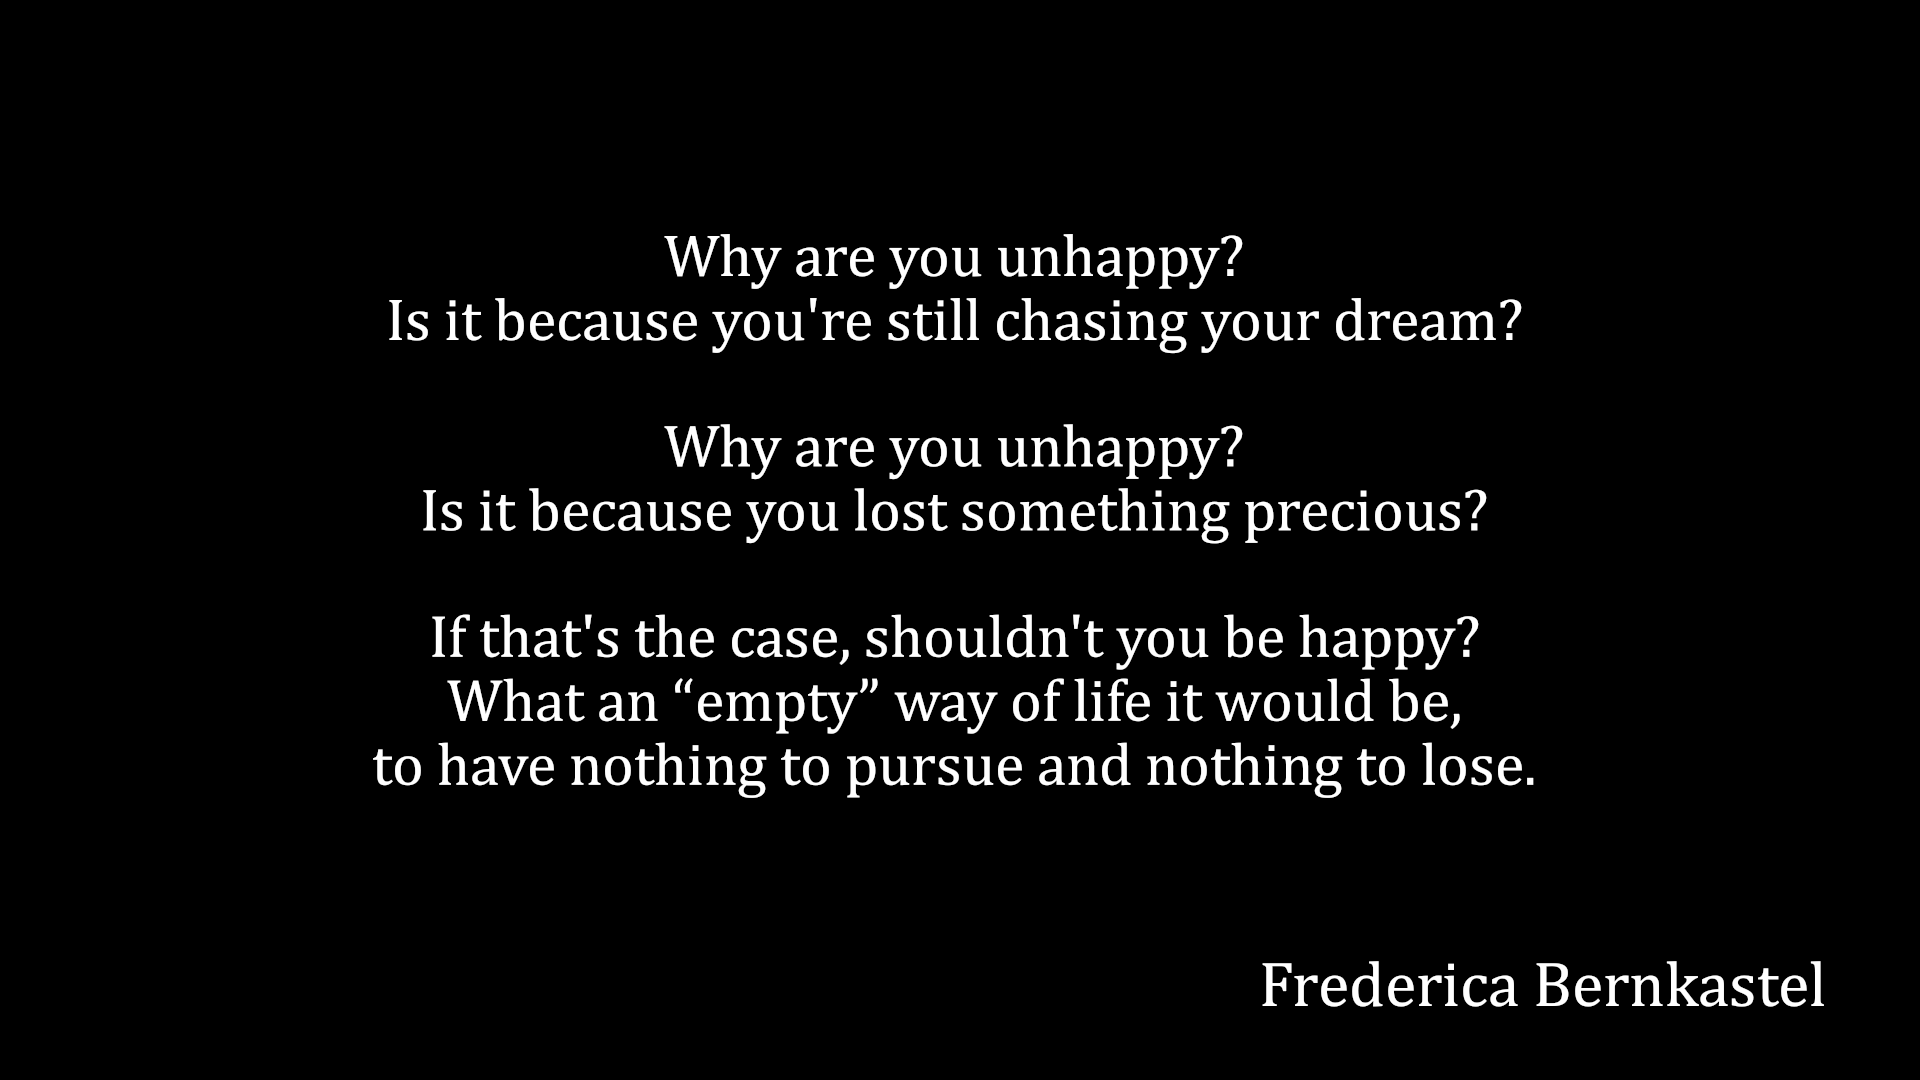 Why are you unhappy?
Is it because you're still chasing your dream?
Why are you unhappy?
Is it because you lost something precious?
If that's the case, shouldn't you be happy?
What an “empty” way of life it would be,
to have nothing to pursue and nothing to lose.
Frederica Bernkastel